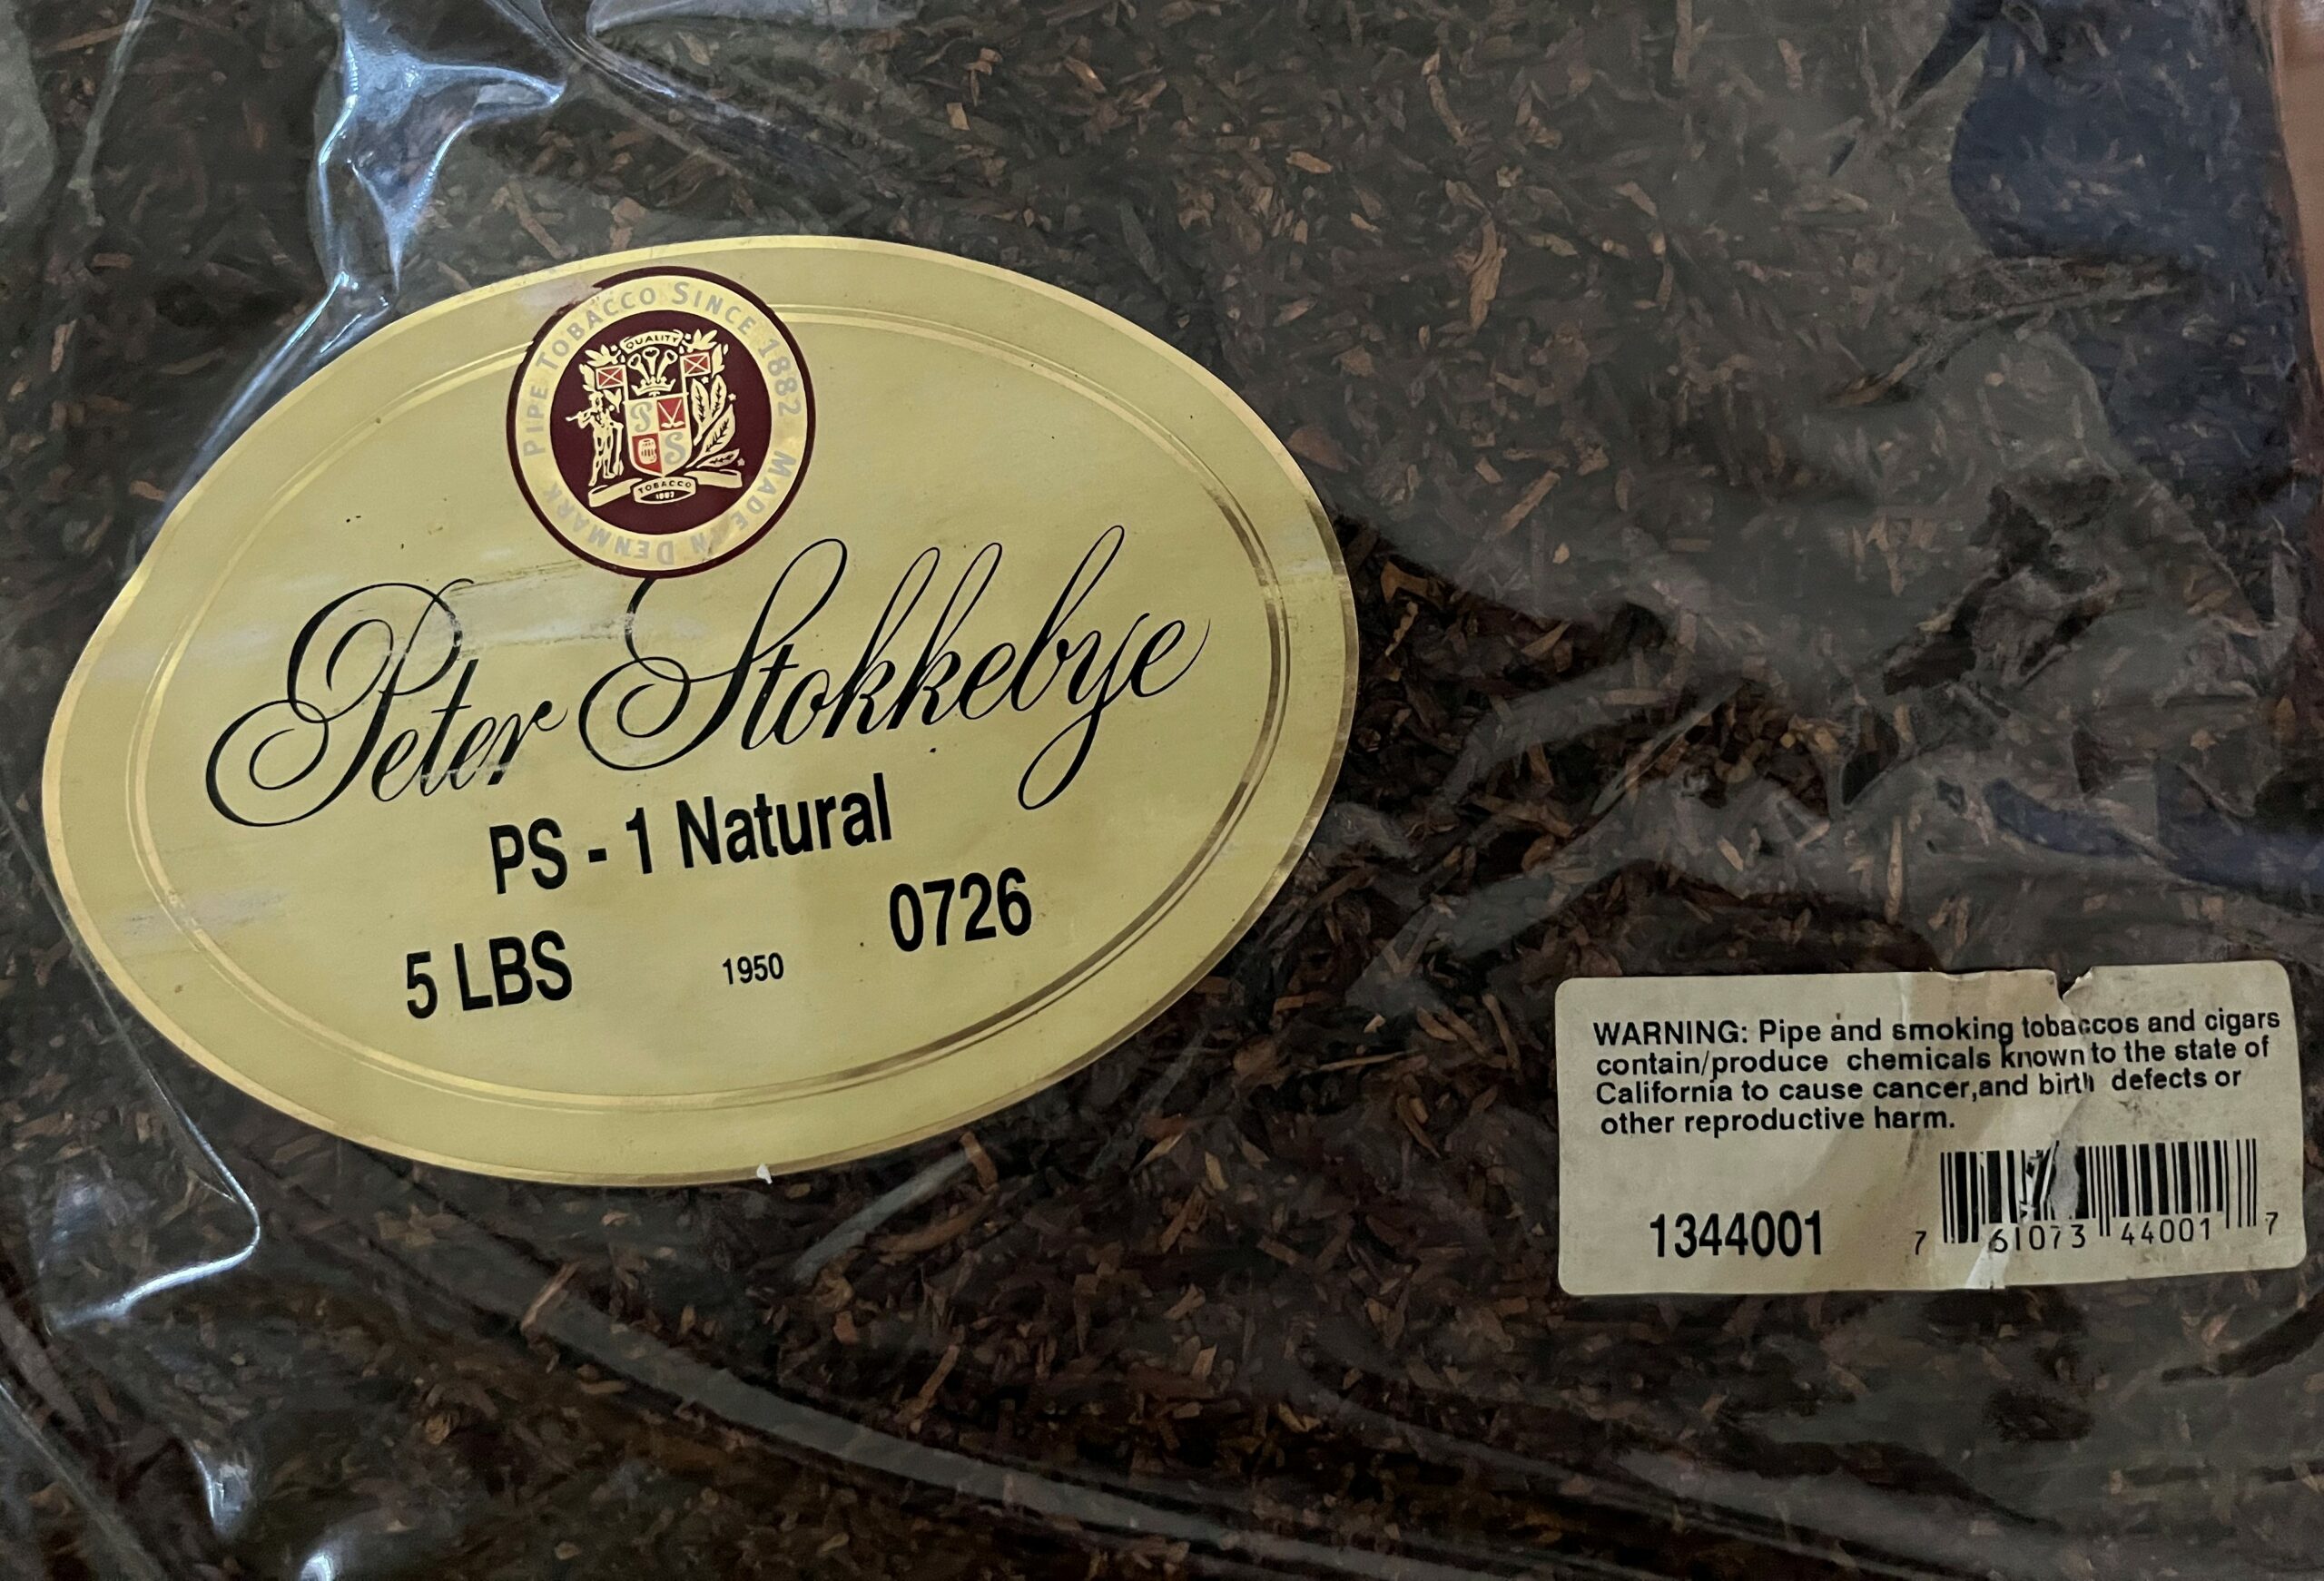 PIPE TOBACCO SINCE 1882 MADE IN DENMARK
QUALITY
PS
TOBACCO
1882
Peter Stokkebye
PS - 1 Natural
5 LBS 1950 0726
WARNING: Pipe and smoking tobaccos and cigars
contain/produce chemicals known to the state of
California to cause cancer,and birth defects or
other reproductive harm.
1344001
7 61073 44001 7